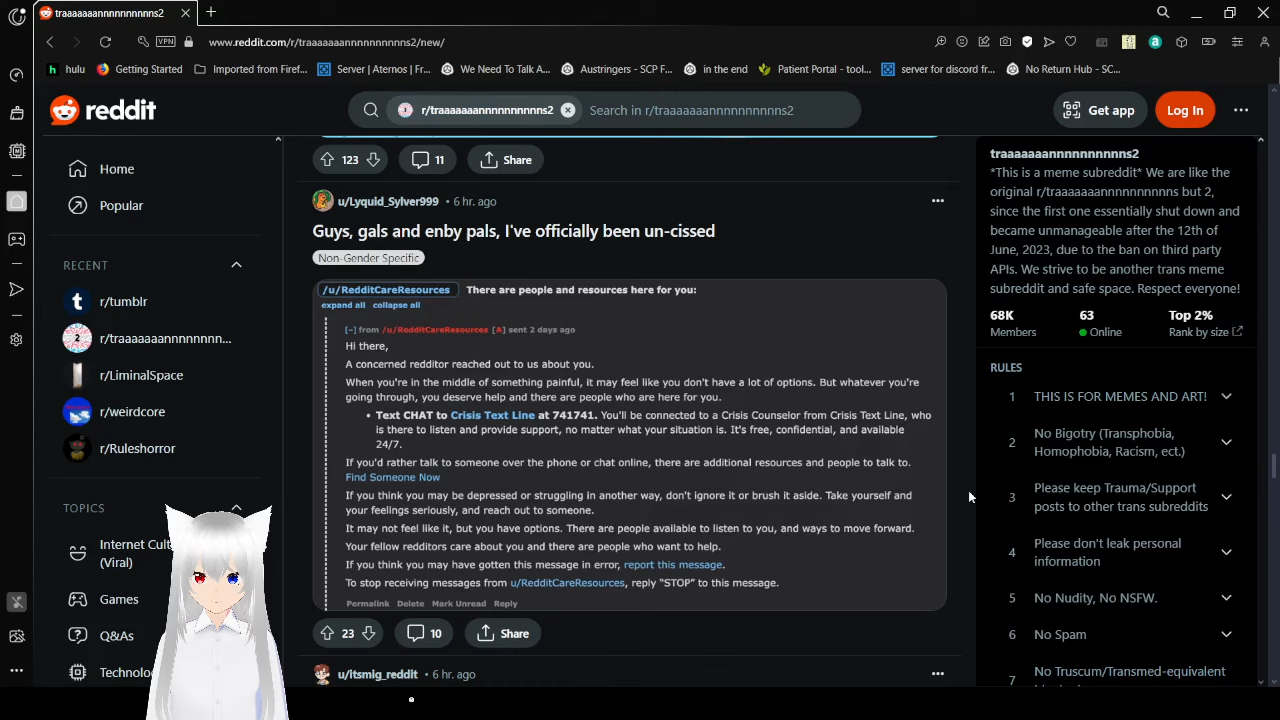 traaaaaaannnnnnnnnns2
VPN
www.reddit.com/r/traaaaaaannnnnnnnnns2/new/
hulu
Getting Started
Imported from Firef...
Server | Aternos | Fr...
We Need To Talk A...
Austringers - SCP F...
in the end
Patient Portal - tool...
server for discord fr...
No Return Hub - SC...
reddit
r/traaaaaaannnnnnnnnns2
Search in r/traaaaaaannnnnnnnnns2
Get app
Log In
Home
Popular
RECENT
r/tumblr
r/traaaaaaannnnnnn...
r/LiminalSpace
r/weirdcore
r/Ruleshorror
TOPICS
Internet Cul
(Viral)
Games
Q&As
Technolo
123
11
Share
u/Lyquid_Sylver999 • 6 hr. ago
Guys, gals and enby pals, I've officially been un-cissed
Non-Gender Specific
/u/RedditCareResources There are people and resources here for you:
expand all collapse all
[–] from /u/RedditCareResources [A] sent 2 days ago
Hi there,
A concerned redditor reached out to us about you.
When you're in the middle of something painful, it may feel like you don't have a lot of options. But whatever you're
going through, you deserve help and there are people who are here for you.
• Text CHAT to Crisis Text Line at 741741. You'll be connected to a Crisis Counselor from Crisis Text Line, who
is there to listen and provide support, no matter what your situation is. It's free, confidential, and available
24/7.
If you'd rather talk to someone over the phone or chat online, there are additional resources and people to talk to.
Find Someone Now
If you think you may be depressed or struggling in another way, don't ignore it or brush it aside. Take yourself and
your feelings seriously, and reach out to someone.
It may not feel like it, but you have options. There are people available to listen to you, and ways to move forward.
Your fellow redditors care about you and there are people who want to help.
If you think you may have gotten this message in error, report this message.
To stop receiving messages from u/RedditCareResources, reply “STOP” to this message.
Permalink Delete Mark Unread Reply
23
10
Share
u/Itsmig_reddit • 6 hr. ago
traaaaaaannnnnnnnnns2
*This is a meme subreddit* We are like the
original r/traaaaaaannnnnnnnnns but 2,
since the first one essentially shut down and
became unmanageable after the 12th of
June, 2023, due to the ban on third party
APIs. We strive to be another trans meme
subreddit and safe space. Respect everyone!
68K 63 Top 2%
Members Online Rank by size
RULES
1 THIS IS FOR MEMES AND ART!
2 No Bigotry (Transphobia,
Homophobia, Racism, ect.)
3 Please keep Trauma/Support
posts to other trans subreddits
4 Please don't leak personal
information
5 No Nudity, No NSFW.
6 No Spam
7 No Truscum/Transmed-equivalent